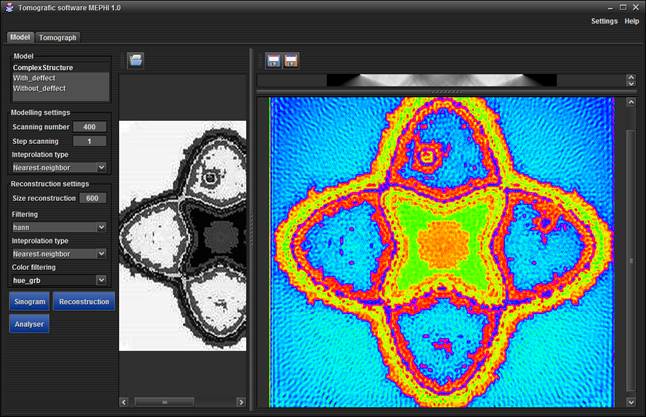 Tomografic software MEPHI 1.0
Settings Help
Model Tomograph
Model
ComplexStructure
With_deffect
Without_deffect
Modelling settings
Scanning number 400
Step scanning 1
Inteprolation type
Nearest-neighbor
Reconstruction settings
Size reconstruction 600
Filtering
hann
Inteprolation type
Nearest-neighbor
Color filtering
hue_grb
Sinogram Reconstruction
Analyser